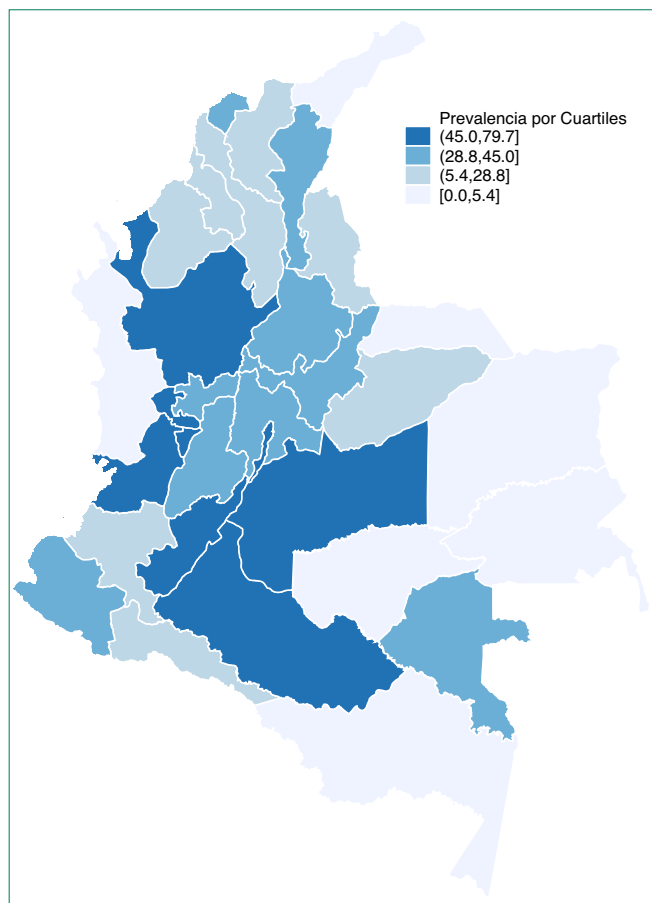 Prevalencia por Cuartiles
(45.0,79.7]
(28.8,45.0]
(5.4,28.8]
[0.0,5.4]